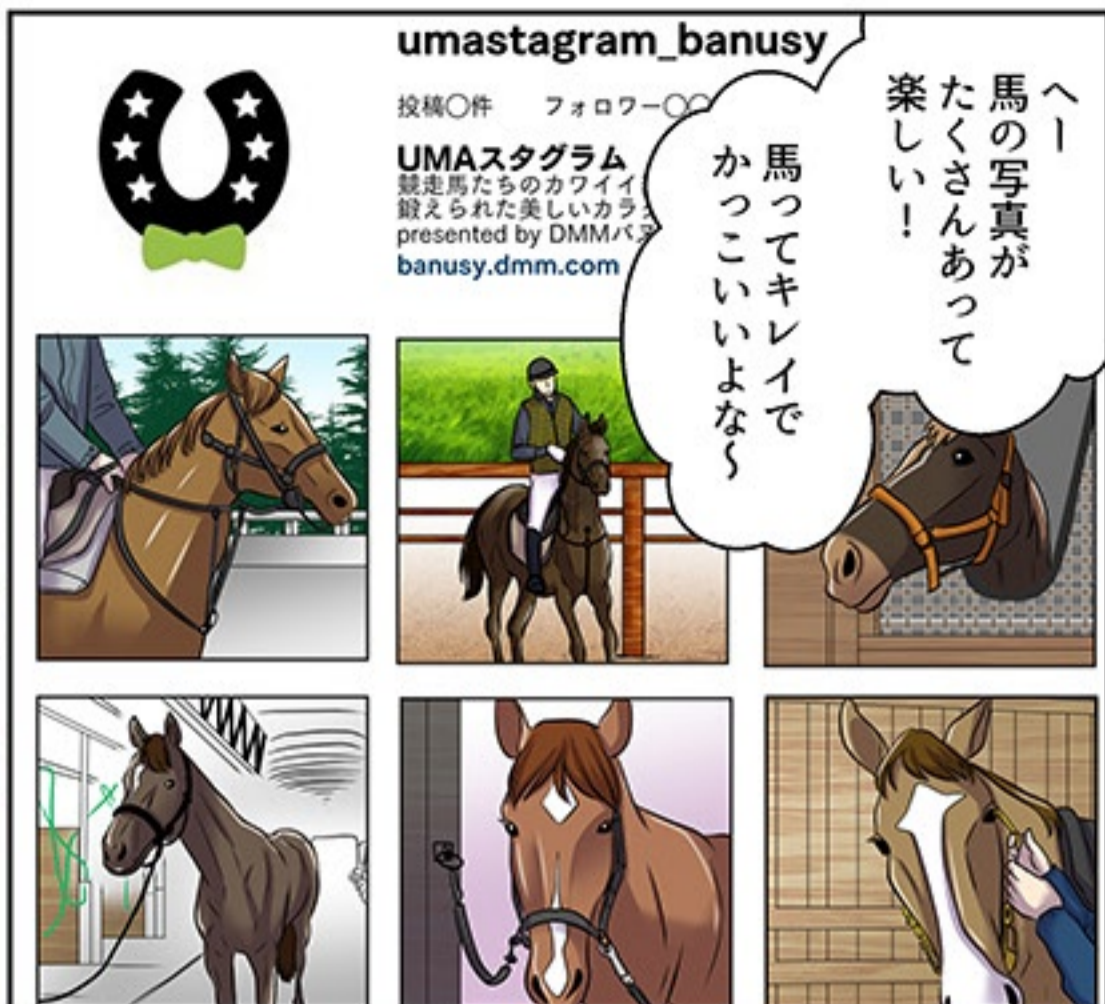 umastagram_banusy
投稿〇件 フォロワー〇〇
UMAスタグラム
競走馬たちのカワイイ
鍛えられた美しいカラ
presented by DMMバヌ
banusy.dmm.com
へー
馬の写真が
たくさんあって
楽しい!
馬ってキレイで
かっこいいよな〜